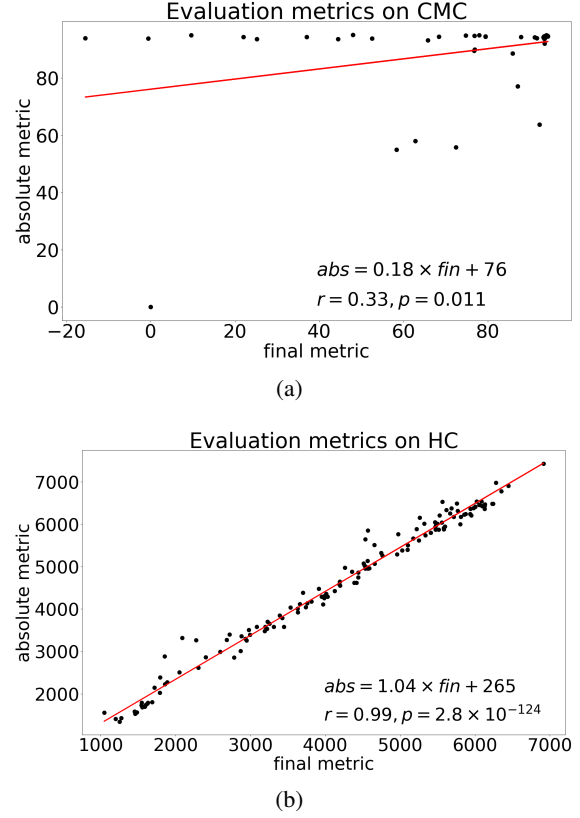 Evaluation metrics on CMC
absolute metric
80
60
40
20
0
abs = 0.18 × fin + 76
r = 0.33, p = 0.011
−20 0 20 40 60 80
final metric
(a)
Evaluation metrics on HC
absolute metric
7000
6000
5000
4000
3000
2000
abs = 1.04 × fin + 265
r = 0.99, p = 2.8 × 10⁻¹²⁴
1000 2000 3000 4000 5000 6000 7000
final metric
(b)